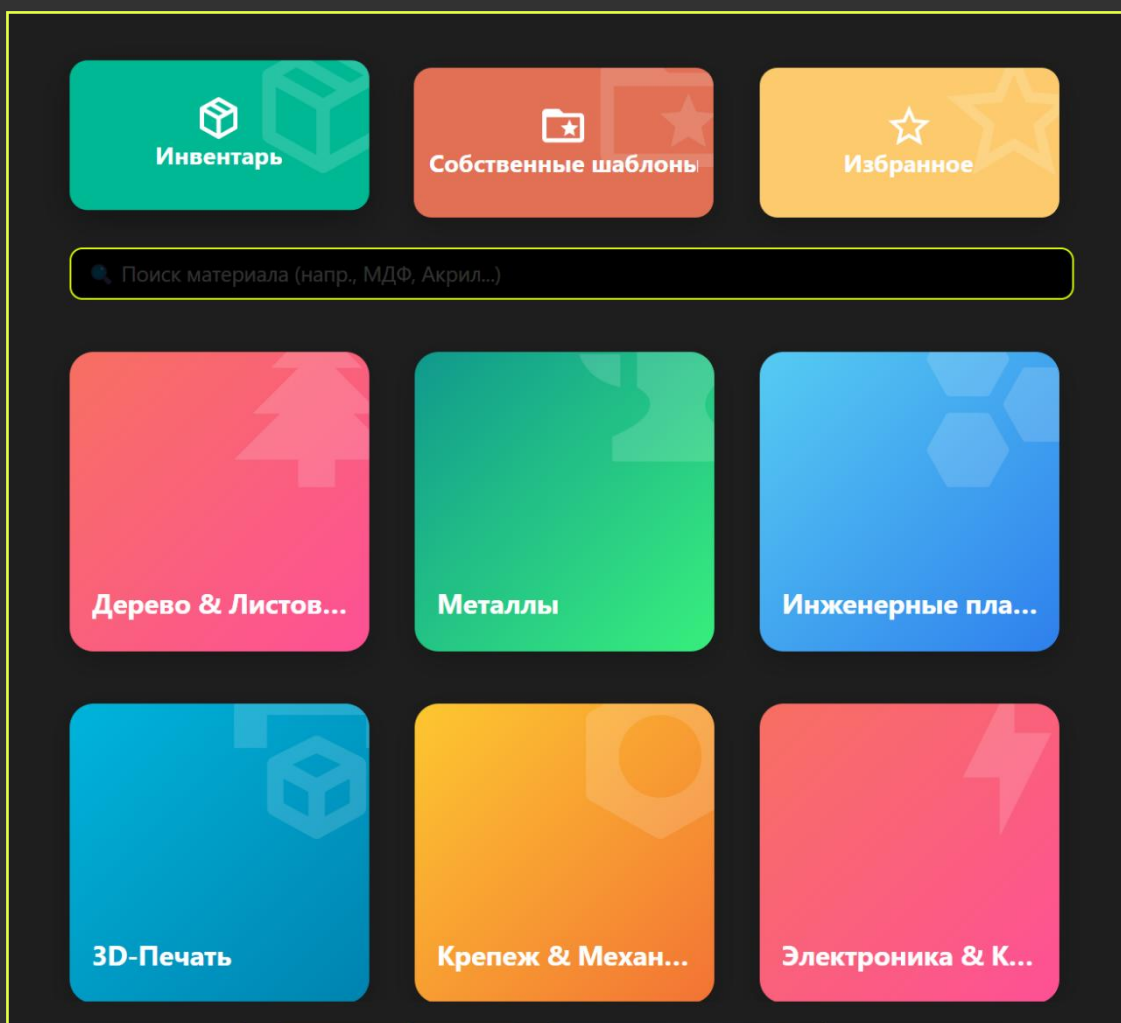 Инвентарь
Собственные шаблоны
Избранное
Поиск материала (напр., МДФ, Акрил...)
Дерево & Листов...
Металлы
Инженерные пла...
3D-Печать
Крепеж & Механ...
Электроника & К...